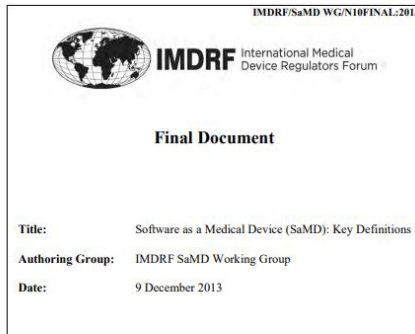 IMDRF/SaMD WG/N10FINAL:201
IMDRF International Medical
Device Regulators Forum
Final Document
Title: Software as a Medical Device (SaMD): Key Definitions
Authoring Group: IMDRF SaMD Working Group
Date: 9 December 2013